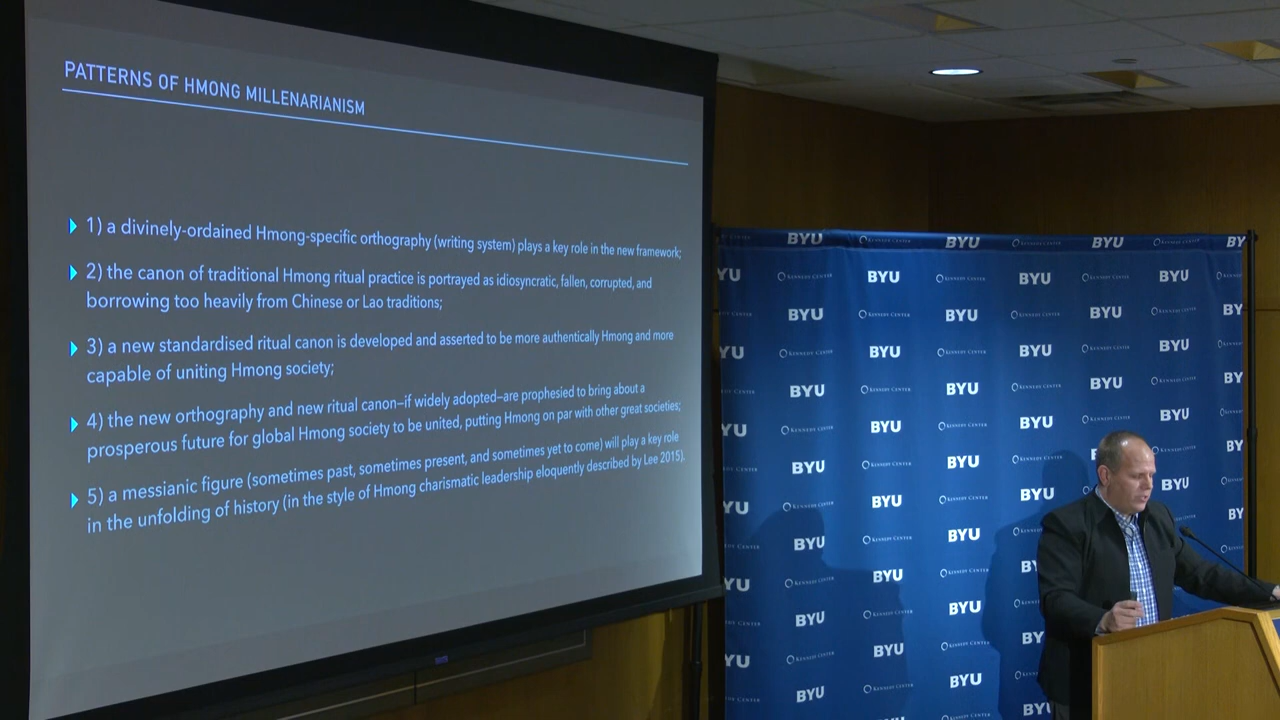 PATTERNS OF HMONG MILLENARIANISM
1) a divinely-ordained Hmong-specific orthography (writing system) plays a key role in the new framework;
2) the canon of traditional Hmong ritual practice is portrayed as idiosyncratic, fallen, corrupted, and
borrowing too heavily from Chinese or Lao traditions;
3) a new standardised ritual canon is developed and asserted to be more authentically Hmong and more
capable of uniting Hmong society;
4) the new orthography and new ritual canon–if widely adopted–are prophesied to bring about a
prosperous future for global Hmong society to be united, putting Hmong on par with other great societies;
5) a messianic figure (sometimes past, sometimes present, and sometimes yet to come) will play a key role
in the unfolding of history (in the style of Hmong charismatic leadership eloquently described by Lee 2015).
BYU
KENNEDY CENTER